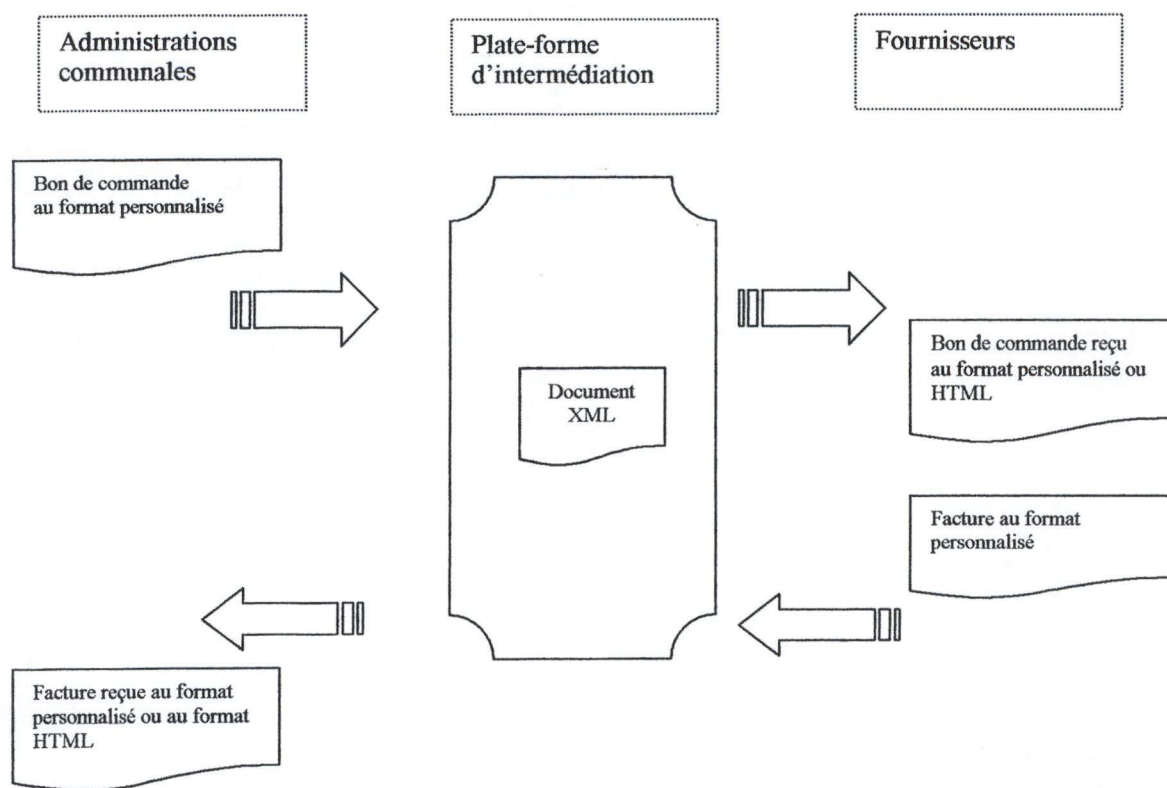 Administrations
communales
Plate-forme
d'intermédiation
Fournisseurs
Bon de commande
au format personnalisé
Document
XML
Bon de commande reçu
au format personnalisé ou
HTML
Facture au format
personnalisé
Facture reçue au format
personnalisé ou au format
HTML